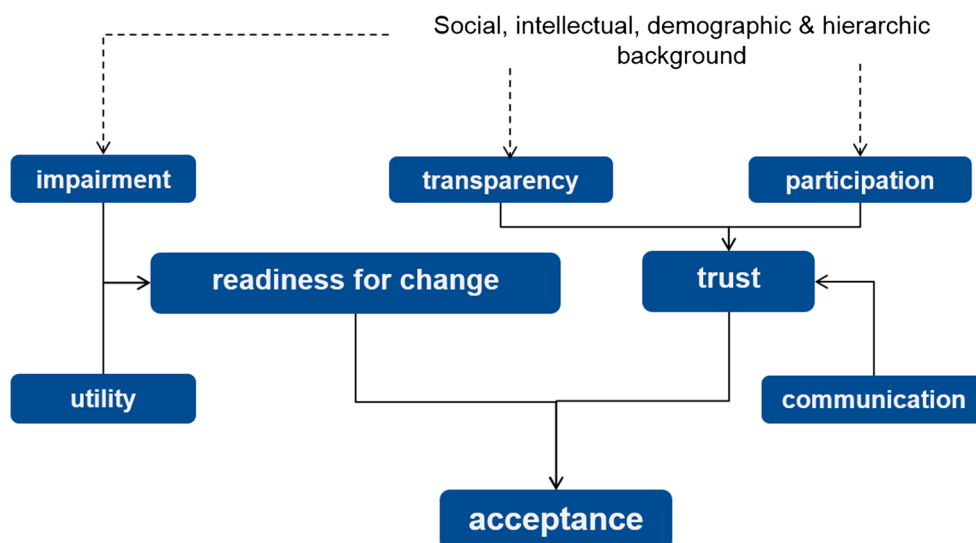 Social, intellectual, demographic & hierarchic
background
impairment
transparency
participation
readiness for change
trust
utility
communication
acceptance